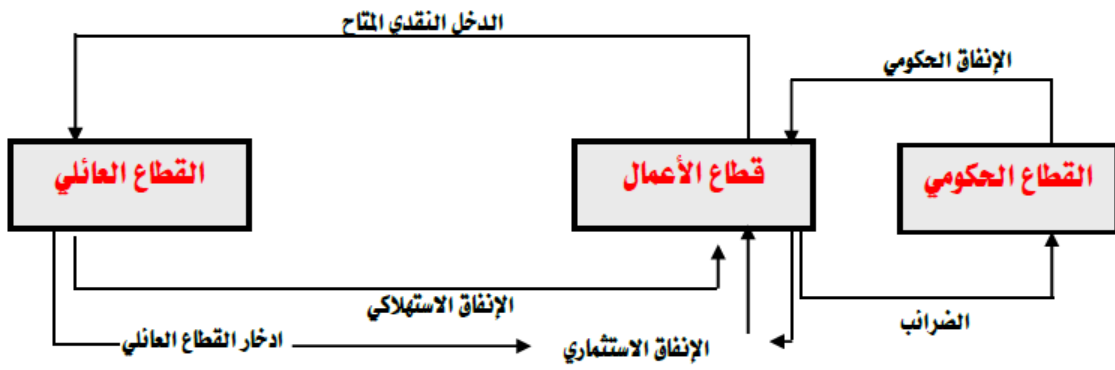 الدخل النقدي المتاح
الإنفاق الحكومي
القطاع الحكومي
قطاع الأعمال
القطاع العائلي
الإنفاق الاستهلاكي
الضرائب
الإنفاق الاستثماري
ادخار القطاع العائلي